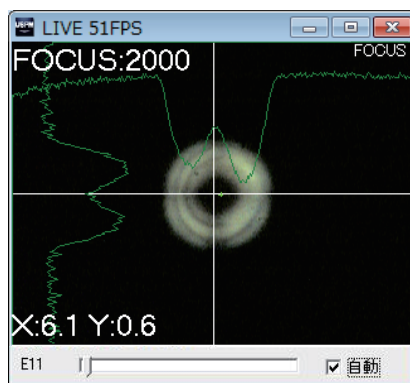 LIVE 51FPS
FOCUS:2000
FOCUS
X:6.1 Y:0.6
E11
自動